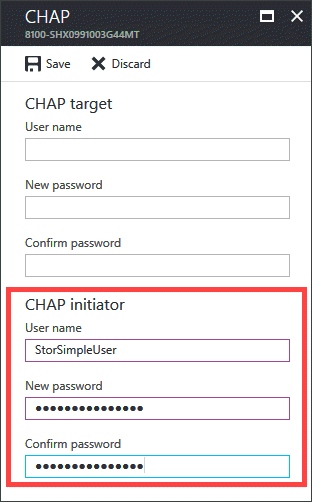 CHAP
8100-SHX0991003G44MT
Save Discard
CHAP target
User name
New password
Confirm password
CHAP initiator
User name
StorSimpleUser
New password
●●●●●●●●●●●●●●●
Confirm password
●●●●●●●●●●●●●●●